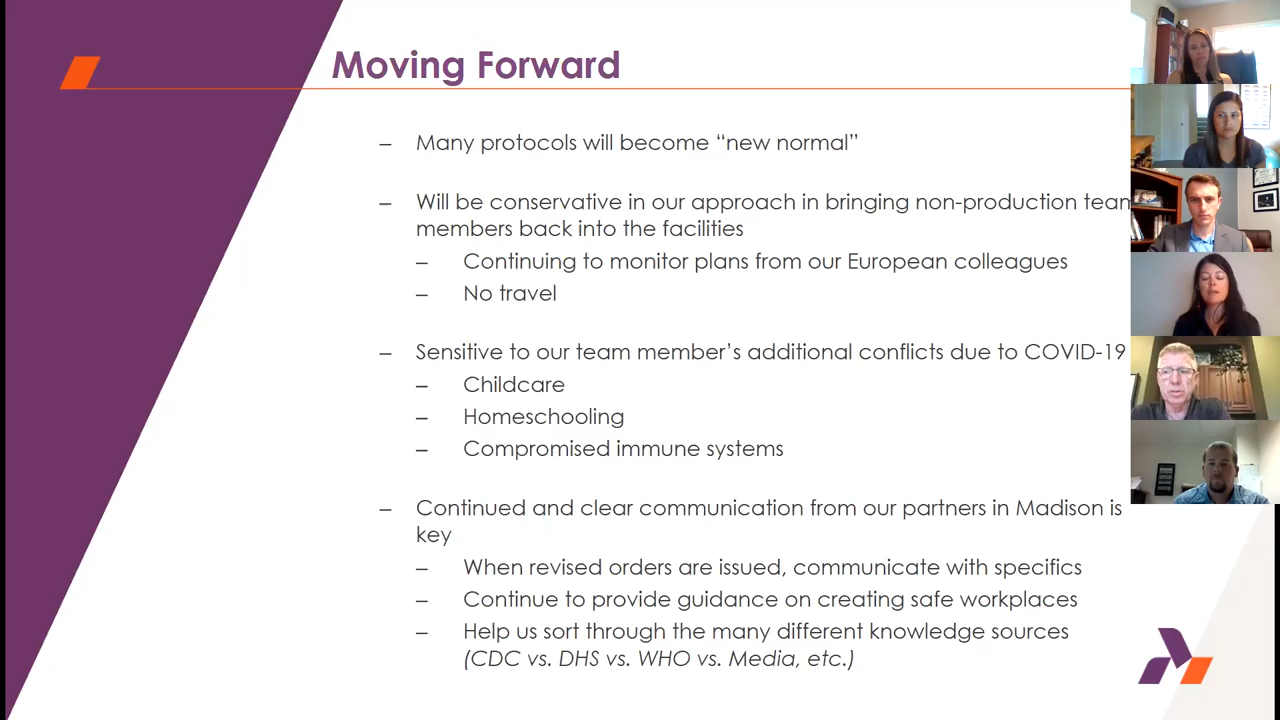 Moving Forward
– Many protocols will become “new normal”
– Will be conservative in our approach in bringing non-production team
members back into the facilities
– Continuing to monitor plans from our European colleagues
– No travel
– Sensitive to our team member’s additional conflicts due to COVID-19
– Childcare
– Homeschooling
– Compromised immune systems
– Continued and clear communication from our partners in Madison is
key
– When revised orders are issued, communicate with specifics
– Continue to provide guidance on creating safe workplaces
– Help us sort through the many different knowledge sources
(CDC vs. DHS vs. WHO vs. Media, etc.)